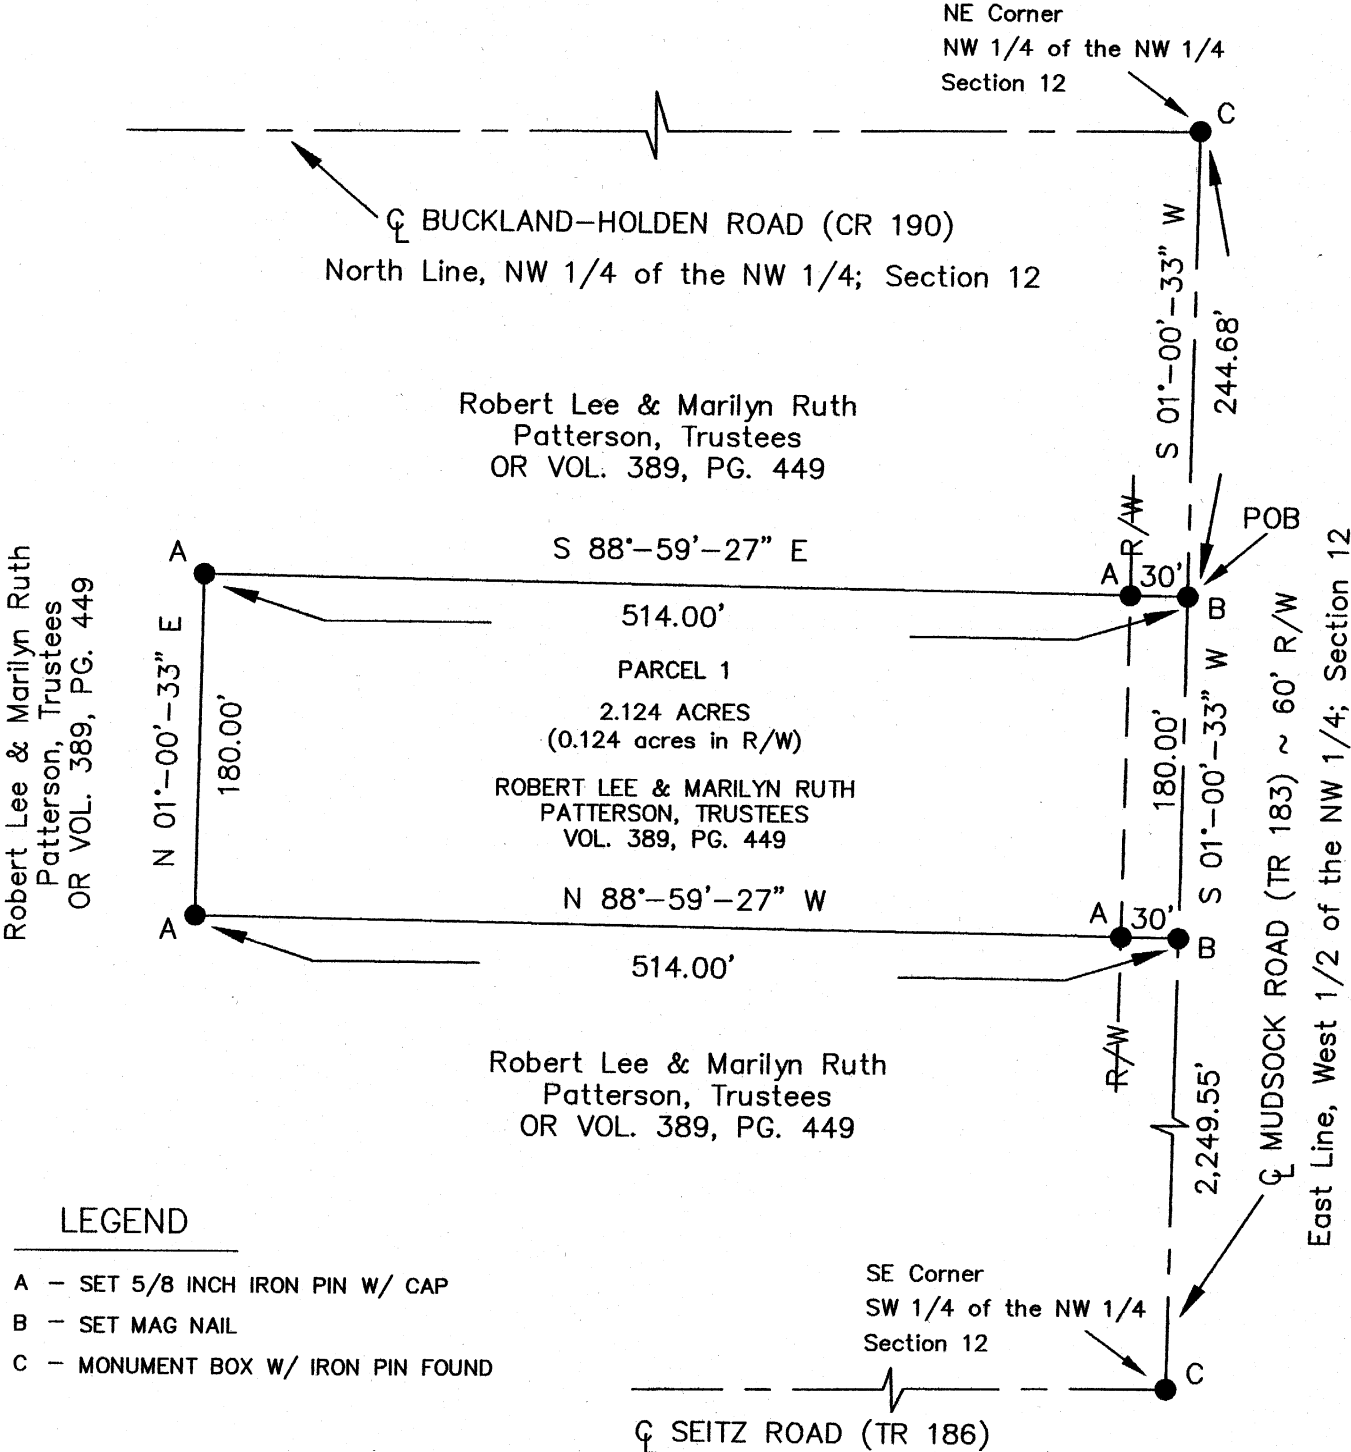 NE Corner
NW 1/4 of the NW 1/4
Section 12
C
℄ BUCKLAND–HOLDEN ROAD (CR 190)
North Line, NW 1/4 of the NW 1/4; Section 12
S 01°–00'–33" W
244.68'
Robert Lee & Marilyn Ruth
Patterson, Trustees
OR VOL. 389, PG. 449
R/W
POB
S 88°–59'–27" E
A
A
30'
B
514.00'
Robert Lee & Marilyn Ruth
Patterson, Trustees
OR VOL. 389, PG. 449
N 01°–00'–33" E
180.00'
PARCEL 1
2.124 ACRES
(0.124 acres in R/W)
ROBERT LEE & MARILYN RUTH
PATTERSON, TRUSTEES
VOL. 389, PG. 449
180.00'
S 01°–00'–33" W
℄ MUDSOCK ROAD (TR 183) ~ 60' R/W
East Line, West 1/2 of the NW 1/4; Section 12
N 88°–59'–27" W
A
A
30'
B
514.00'
R/W
Robert Lee & Marilyn Ruth
Patterson, Trustees
OR VOL. 389, PG. 449
2,249.55'
LEGEND
A – SET 5/8 INCH IRON PIN W/ CAP
B – SET MAG NAIL
C – MONUMENT BOX W/ IRON PIN FOUND
SE Corner
SW 1/4 of the NW 1/4
Section 12
C
℄ SEITZ ROAD (TR 186)